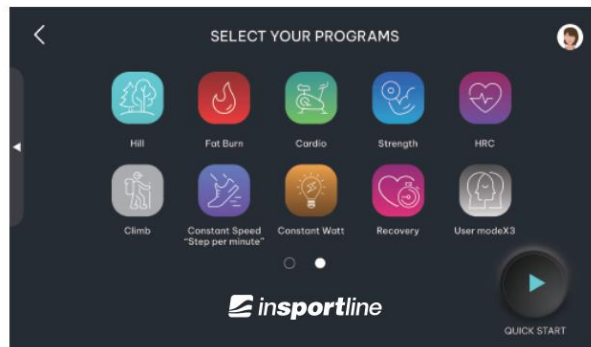 SELECT YOUR PROGRAMS
Hill
Fat Burn
Cardio
Strength
HRC
Climb
Constant Speed
"Step per minute"
Constant Watt
Recovery
User modeX3
insportline
QUICK START